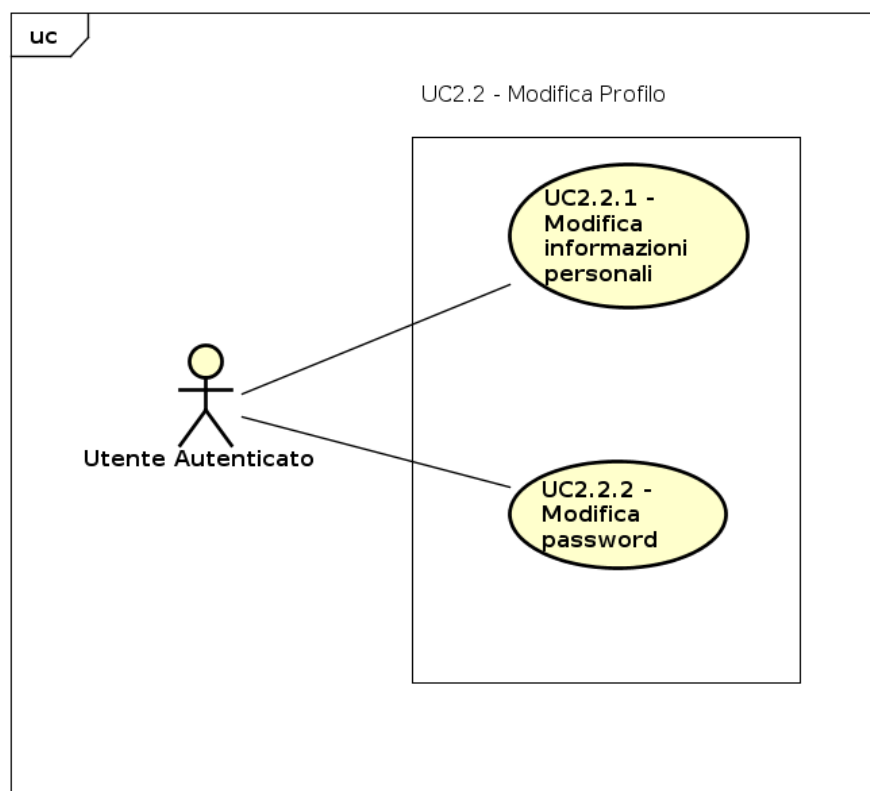 uc
UC2.2 - Modifica Profilo
UC2.2.1 -
Modifica
informazioni
personali
Utente Autenticato
UC2.2.2 -
Modifica
password